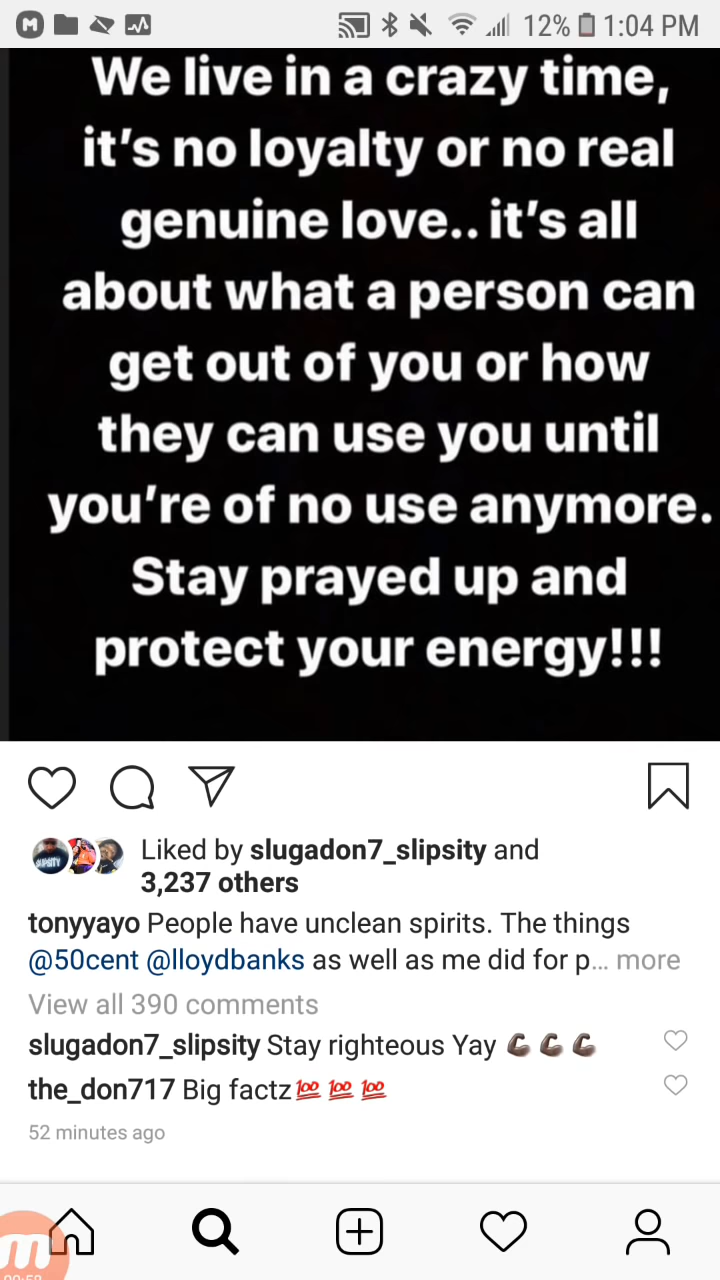 12% 1:04 PM
We live in a crazy time,
it's no loyalty or no real
genuine love.. it's all
about what a person can
get out of you or how
they can use you until
you're of no use anymore.
Stay prayed up and
protect your energy!!!
Liked by slugadon7_slipsity and
3,237 others
tonyyayo People have unclean spirits. The things
@50cent @lloydbanks as well as me did for p... more
View all 390 comments
slugadon7_slipsity Stay righteous Yay 💪🏿 💪🏿 💪🏿
the_don717 Big factz 💯 💯 💯
52 minutes ago